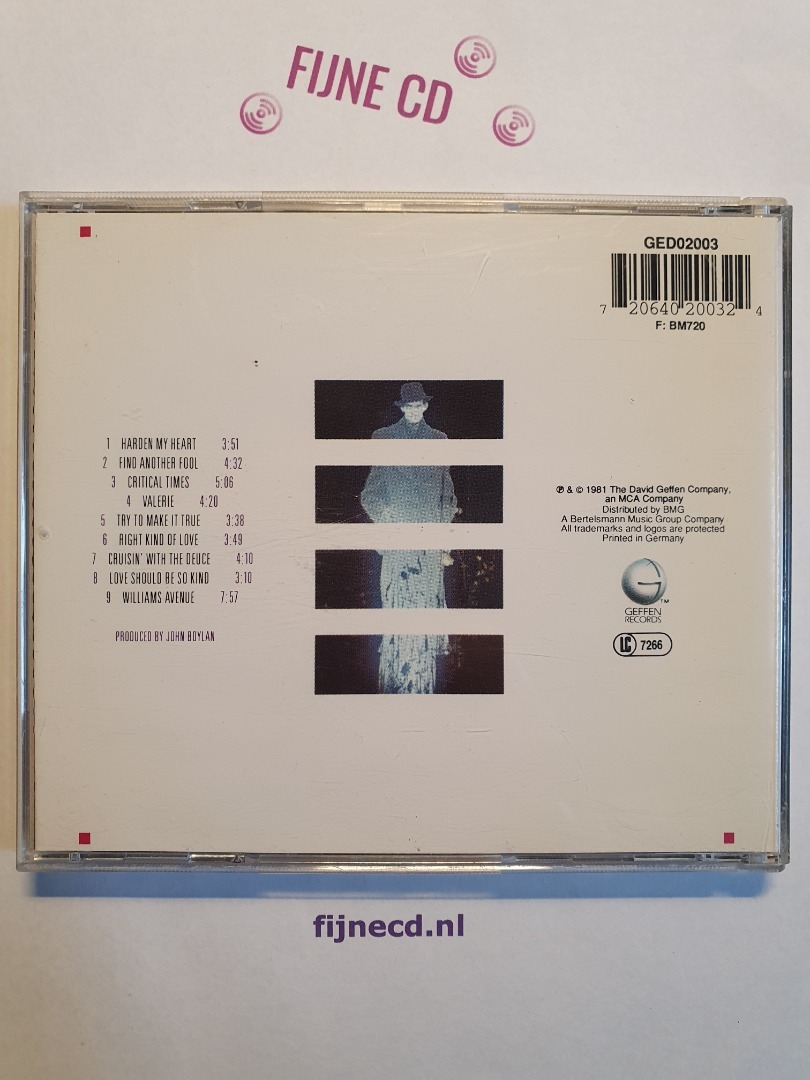 FIJNE CD
GED02003
7 20640 20032 4
F: BM720
1 HARDEN MY HEART 3:51
2 FIND ANOTHER FOOL 4:32
3 CRITICAL TIMES 5:06
4 VALERIE 4:20
5 TRY TO MAKE IT TRUE 3:38
6 RIGHT KIND OF LOVE 3:49
7 CRUISIN' WITH THE DEUCE 4:10
8 LOVE SHOULD BE SO KIND 3:10
9 WILLIAMS AVENUE 7:57
PRODUCED BY JOHN BOYLAN
℗ & © 1981 The David Geffen Company,
an MCA Company
Distributed by BMG
A Bertelsmann Music Group Company
All trademarks and logos are protected
Printed in Germany
G
TM
GEFFEN
RECORDS
LC 7266
fijnecd.nl